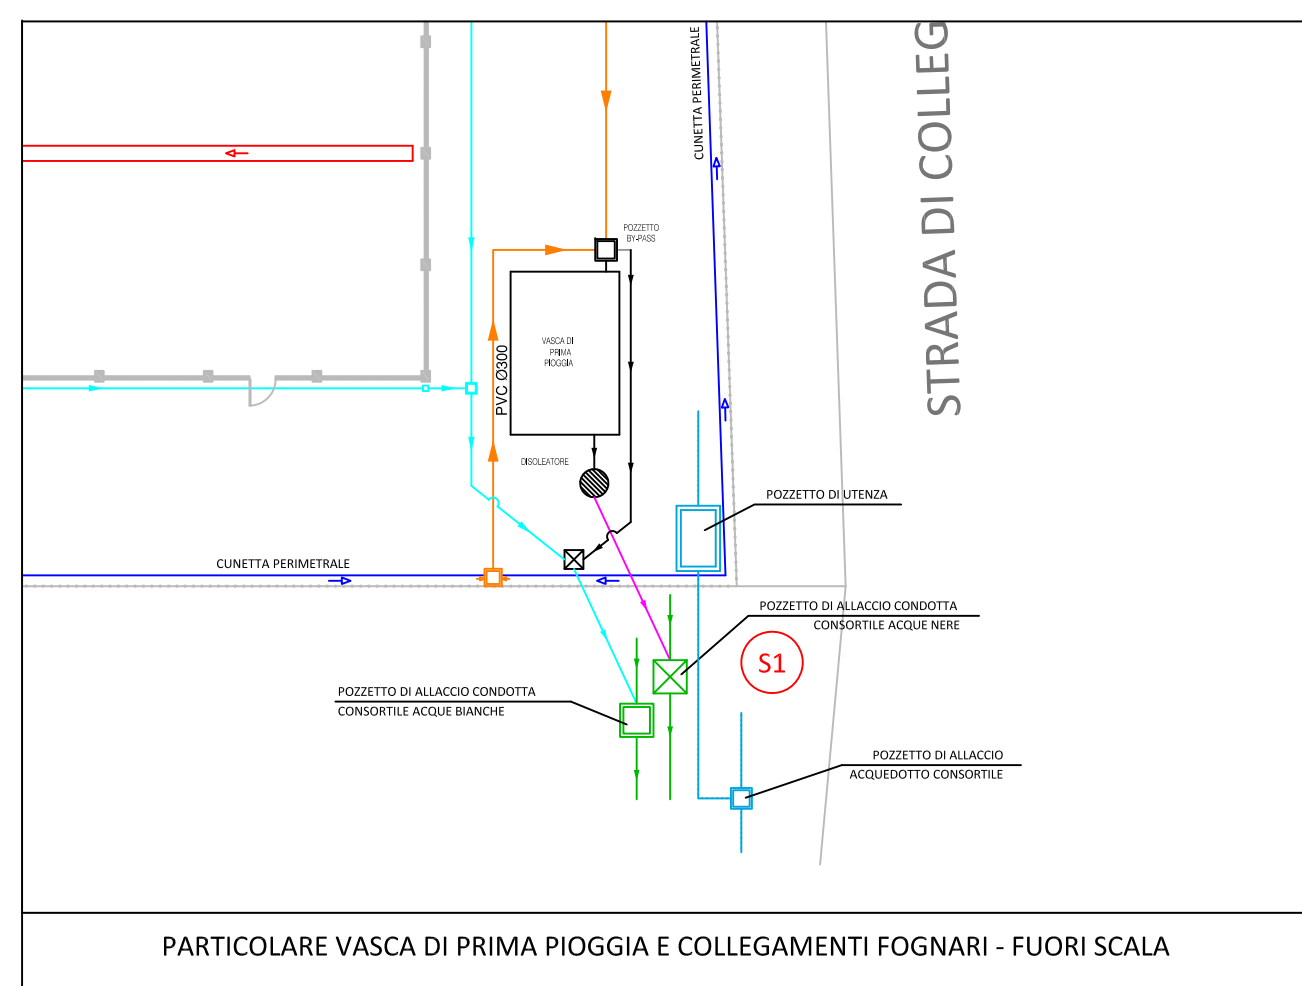 CUNETTA PERIMETRALE
STRADA DI COLLEG
POZZETTO
BY-PASS
VASCA DI
PRIMA
PIOGGIA
PVC Ø300
DISOLEATORE
POZZETTO DI UTENZA
CUNETTA PERIMETRALE
POZZETTO DI ALLACCIO CONDOTTA
CONSORTILE ACQUE NERE
S1
POZZETTO DI ALLACCIO CONDOTTA
CONSORTILE ACQUE BIANCHE
POZZETTO DI ALLACCIO
ACQUEDOTTO CONSORTILE
PARTICOLARE VASCA DI PRIMA PIOGGIA E COLLEGAMENTI FOGNARI - FUORI SCALA